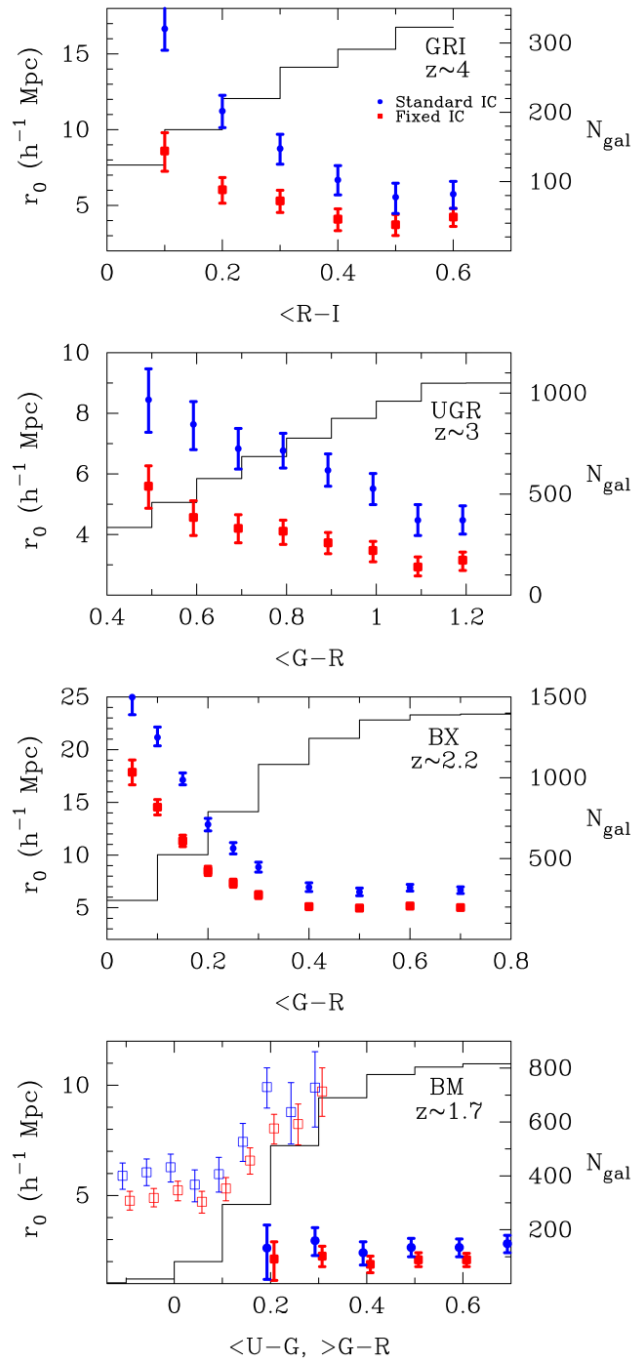 GRI
z~4
Standard IC
Fixed IC
r0 (h−1 Mpc)
15
10
5
300
200
100
Ngal
0 0.2 0.4 0.6
<R−I
UGR
z~3
r0 (h−1 Mpc)
10
8
6
4
1000
500
0
Ngal
0.4 0.6 0.8 1 1.2
<G−R
BX
z~2.2
r0 (h−1 Mpc)
25
20
15
10
5
1500
1000
500
Ngal
0 0.2 0.4 0.6 0.8
<G−R
BM
z~1.7
r0 (h−1 Mpc)
10
5
800
600
400
200
Ngal
0 0.2 0.4 0.6
<U−G, >G−R